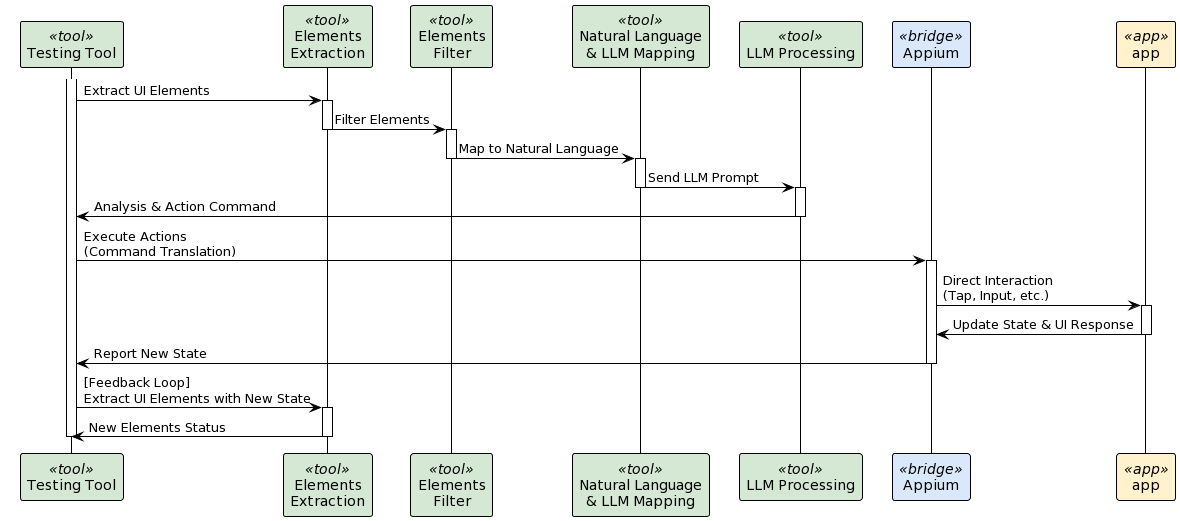 «tool»
Testing Tool
«tool»
Elements
Extraction
«tool»
Elements
Filter
«tool»
Natural Language
& LLM Mapping
«tool»
LLM Processing
«bridge»
Appium
«app»
app
Extract UI Elements
Filter Elements
Map to Natural Language
Send LLM Prompt
Analysis & Action Command
Execute Actions
(Command Translation)
Direct Interaction
(Tap, Input, etc.)
Update State & UI Response
Report New State
[Feedback Loop]
Extract UI Elements with New State
New Elements Status
«tool»
Testing Tool
«tool»
Elements
Extraction
«tool»
Elements
Filter
«tool»
Natural Language
& LLM Mapping
«tool»
LLM Processing
«bridge»
Appium
«app»
app